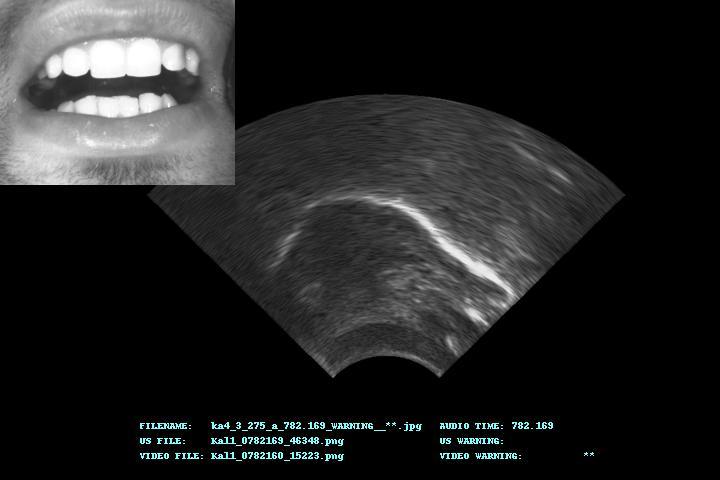 FILENAME: ka4_3_275_a_782.169_WARNING__**.jpg AUDIO TIME: 782.169
US FILE: Kal1_0782169_46348.png US WARNING:
VIDEO FILE: Kal1_0782160_15223.png VIDEO WARNING: **